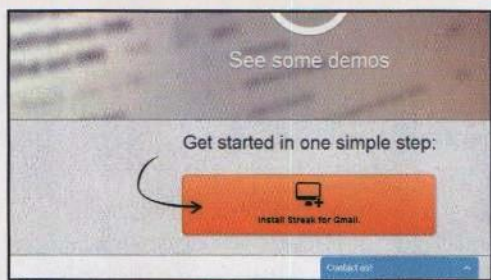 See some demos
Get started in one simple step:
Install Streak for Gmail.
Contact us!